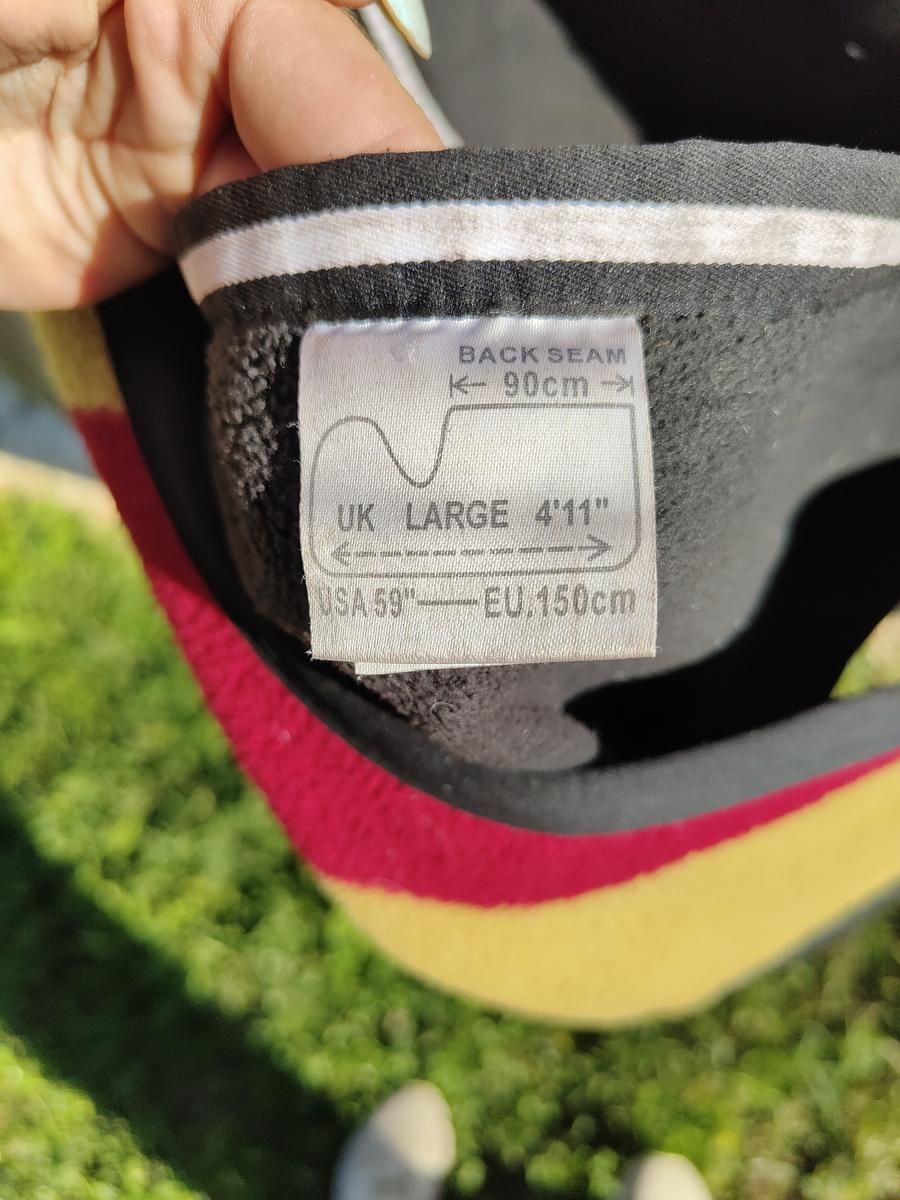 BACK SEAM
90cm
UK LARGE 4'11"
USA 59"——EU.150cm